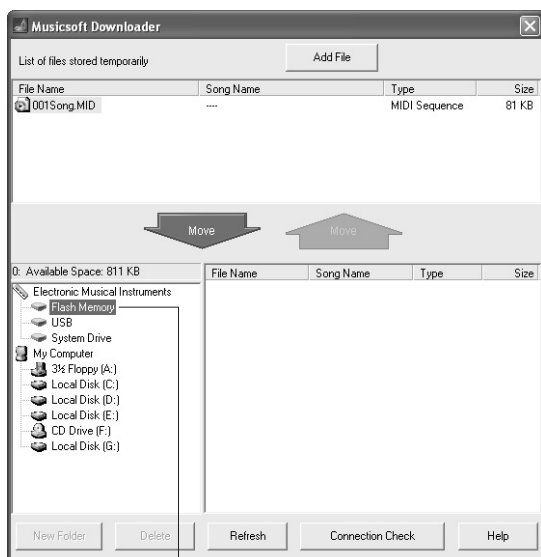 Musicsoft Downloader
List of files stored temporarily Add File
File Name Song Name Type Size
001Song.MID ---- MIDI Sequence 81 KB
Move Move
0: Available Space: 811 KB
File Name Song Name Type Size
Electronic Musical Instruments
Flash Memory
USB
System Drive
My Computer
3½ Floppy (A:)
Local Disk (C:)
Local Disk (D:)
Local Disk (E:)
CD Drive (F:)
Local Disk (G:)
New Folder Delete Refresh Connection Check Help